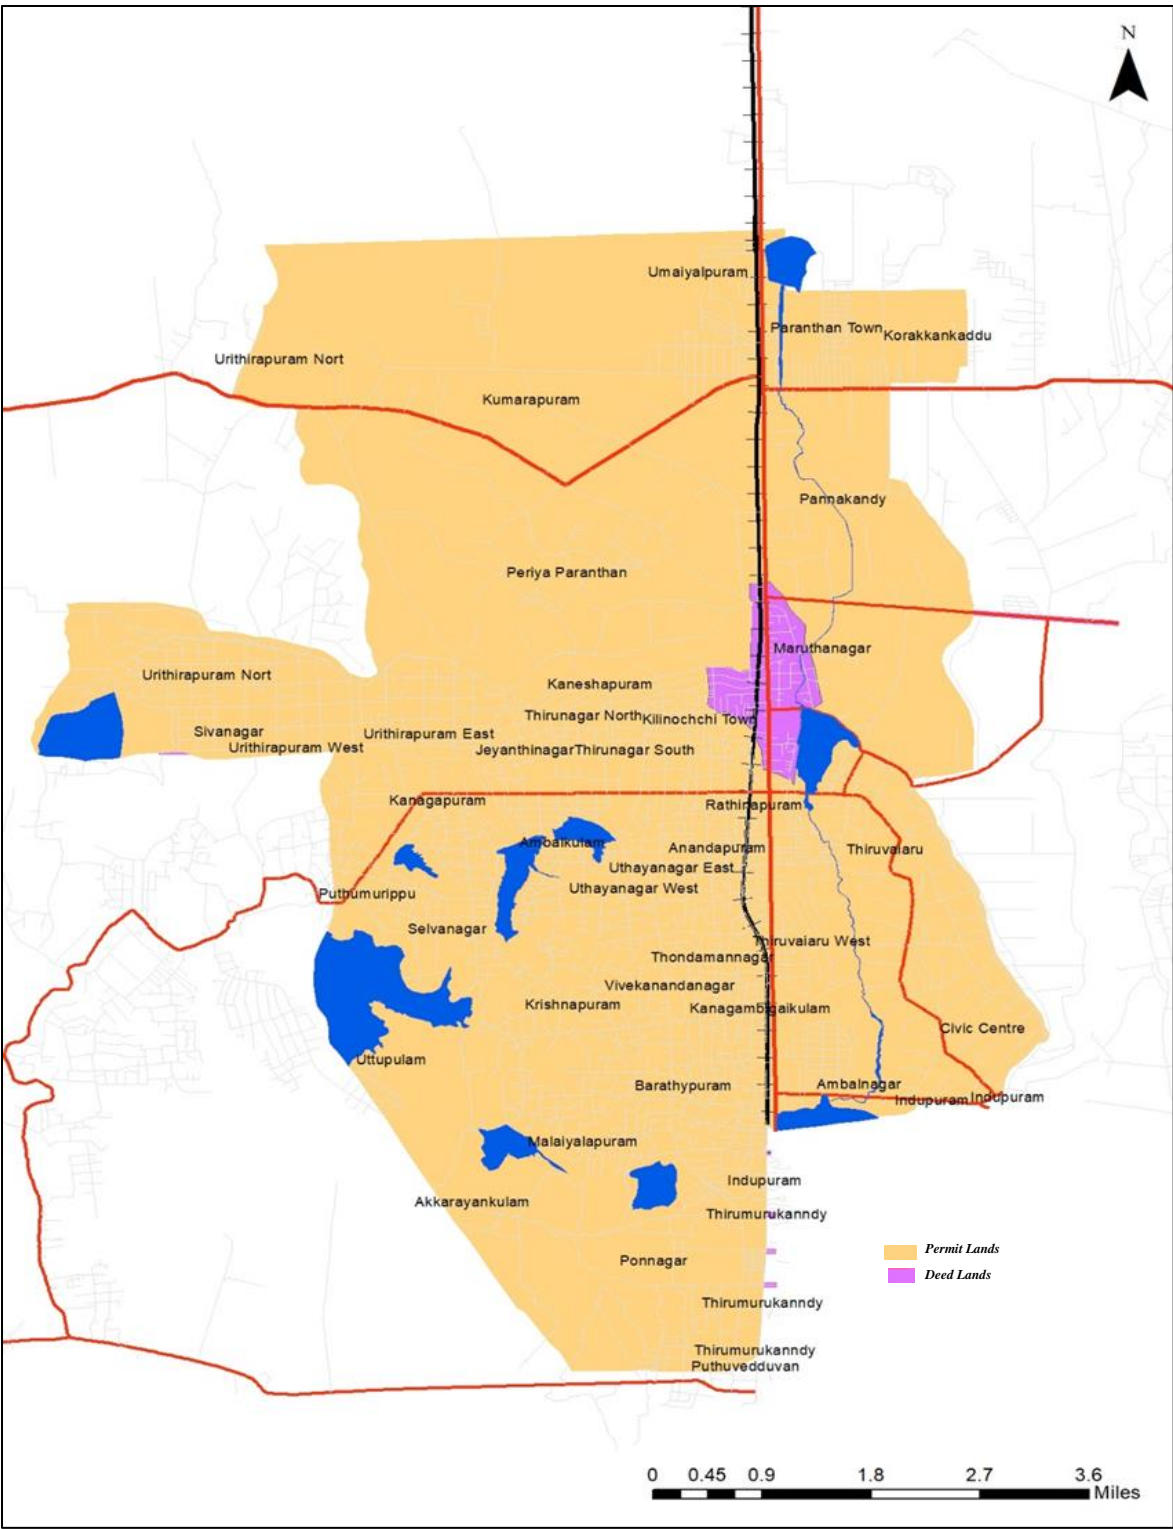 N
Umaiyalpuram
Paranthan Town
Korakkankaddu
Urithirapuram Nort
Kumarapuram
Pannakandy
Periya Paranthan
Maruthanagar
Urithirapuram Nort
Kaneshapuram
Thirunagar North
Kilinochchi Town
Sivanagar
Urithirapuram East
Urithirapuram West
Jeyanthinagar
Thirunagar South
Kanagapuram
Rathinapuram
Ambalkulam
Anandapuram
Thiruvaiaru
Uthayanagar East
Uthayanagar West
Puthumurippu
Selvanagar
Thiruvaiaru West
Thondamannagar
Vivekanandanagar
Krishnapuram
Kanagambigaikulam
Civic Centre
Uttupulam
Barathypuram
Ambalnagar
Indupuram
Indupuram
Malaiyalapuram
Indupuram
Akkarayankulam
Thirumurukanndy
Permit Lands
Ponnagar
Deed Lands
Thirumurukanndy
Thirumurukanndy
Puthuvedduvan
0 0.45 0.9 1.8 2.7 3.6
Miles